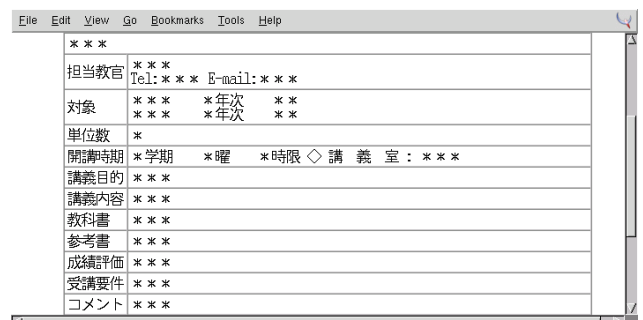 File Edit View Go Bookmarks Tools Help
***
担当教官 ***
Tel:*** E-mail:***
対象 *** *年次 **
*** *年次 **
単位数 *
開講時期 *学期 *曜 *時限 ◇ 講 義 室 : ***
講義目的 ***
講義内容 ***
教科書 ***
参考書 ***
成績評価 ***
受講要件 ***
コメント ***